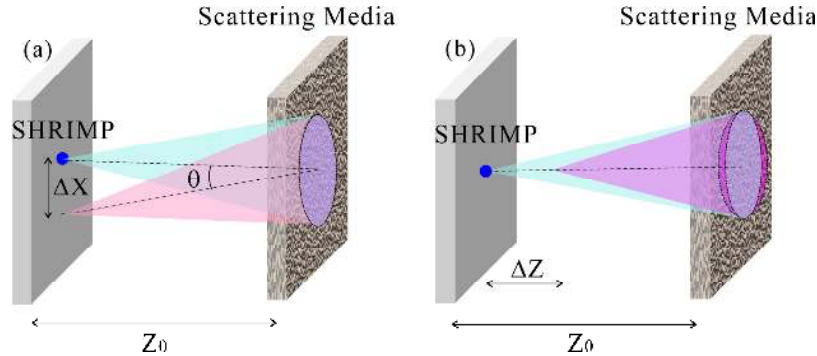 Scattering Media
(a)
SHRIMP
ΔX
θ
Z0
Scattering Media
(b)
SHRIMP
ΔZ
Z0